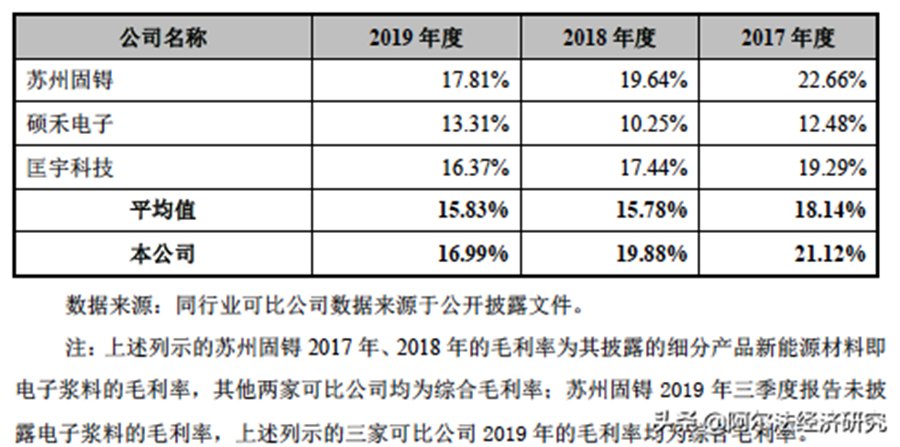 公司名称 2019 年度 2018 年度 2017 年度
苏州固锝 17.81% 19.64% 22.66%
硕禾电子 13.31% 10.25% 12.48%
匡宇科技 16.37% 17.44% 19.29%
平均值 15.83% 15.78% 18.14%
本公司 16.99% 19.88% 21.12%
数据来源：同行业可比公司数据来源于公开披露文件。
注：上述列示的苏州固锝 2017 年、2018 年的毛利率为其披露的细分产品新能源材料即
电子浆料的毛利率，其他两家可比公司均为综合毛利率；苏州固锝 2019 年三季度报告未披
露电子浆料的毛利率，上述列示的三家可比公司 2019 年的毛利率均为综合毛利率。
头条 @阿尔法经济研究